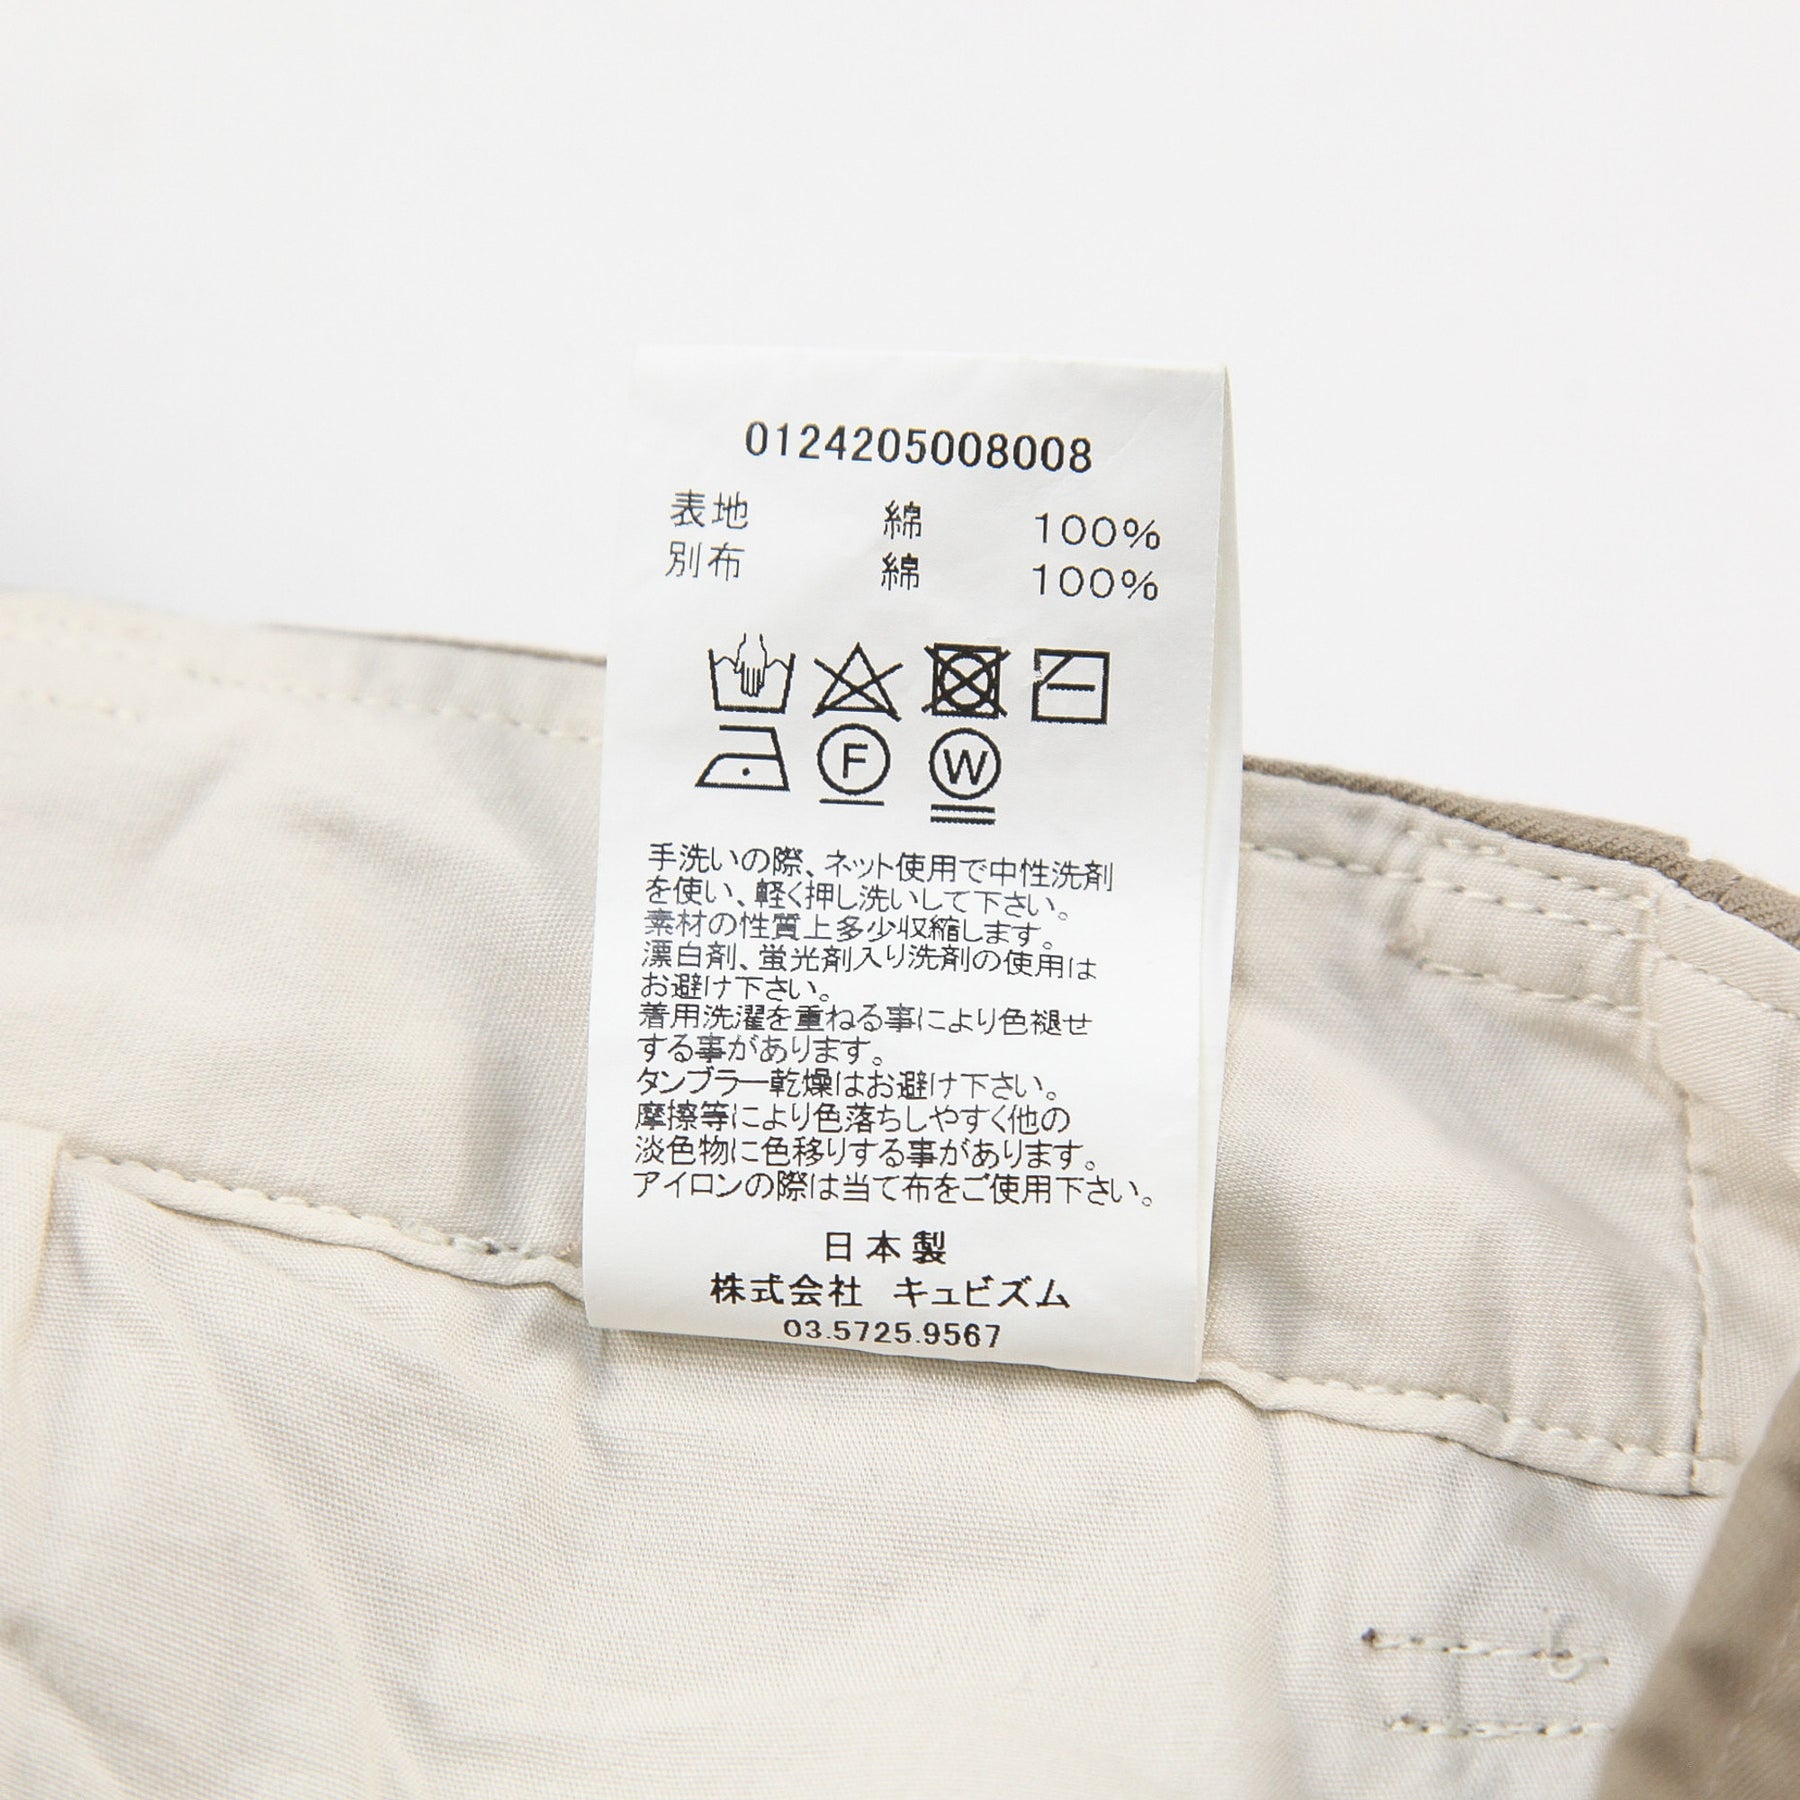 0124205008008
表地 綿 100%
別布 綿 100%
F W
手洗いの際、ネット使用で中性洗剤
を使い、軽く押し洗いして下さい。
素材の性質上多少収縮します。
漂白剤、蛍光剤入り洗剤の使用は
お避け下さい。
着用洗濯を重ねる事により色褪せ
する事があります。
タンブラー乾燥はお避け下さい。
摩擦等により色落ちしやすく他の
淡色物に色移りする事があります。
アイロンの際は当て布をご使用下さい。
日本製
株式会社 キュビズム
03.5725.9567